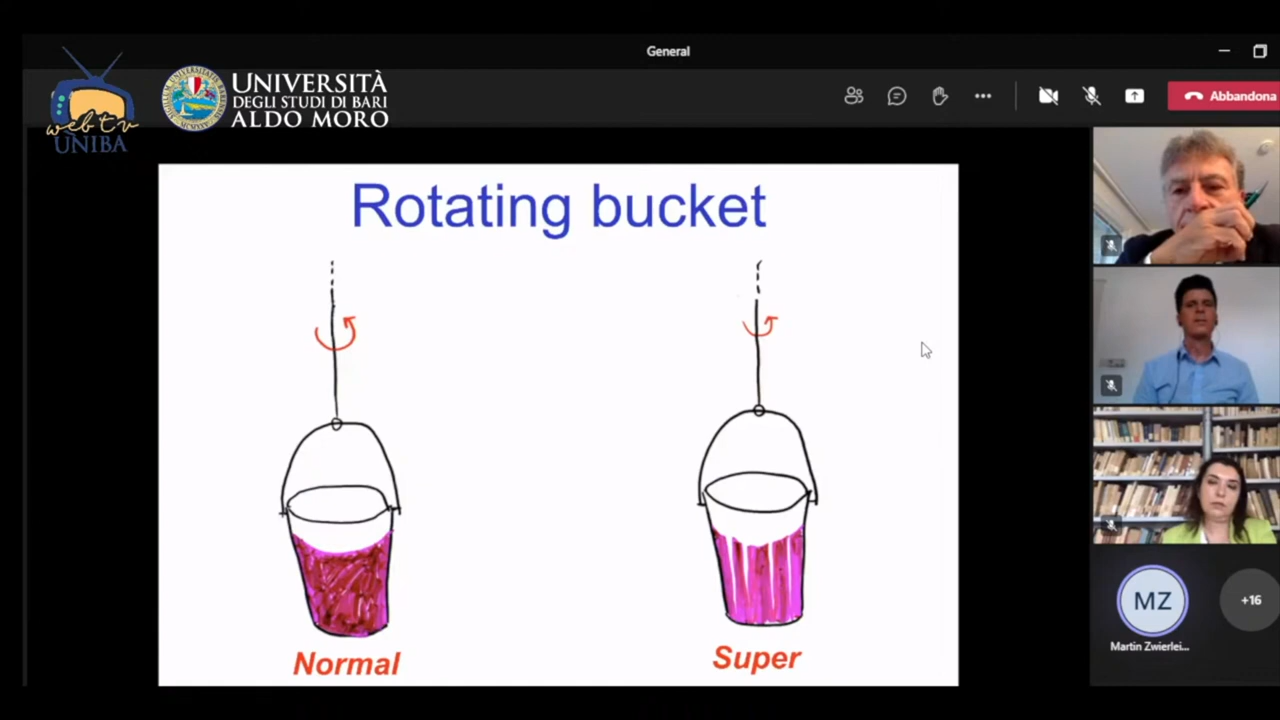 General
web tv
UNIBA
UNIVERSITÀ
DEGLI STUDI DI BARI
ALDO MORO
Abbandona
Rotating bucket
Normal
Super
MZ
+16
Martin Zwierlei...